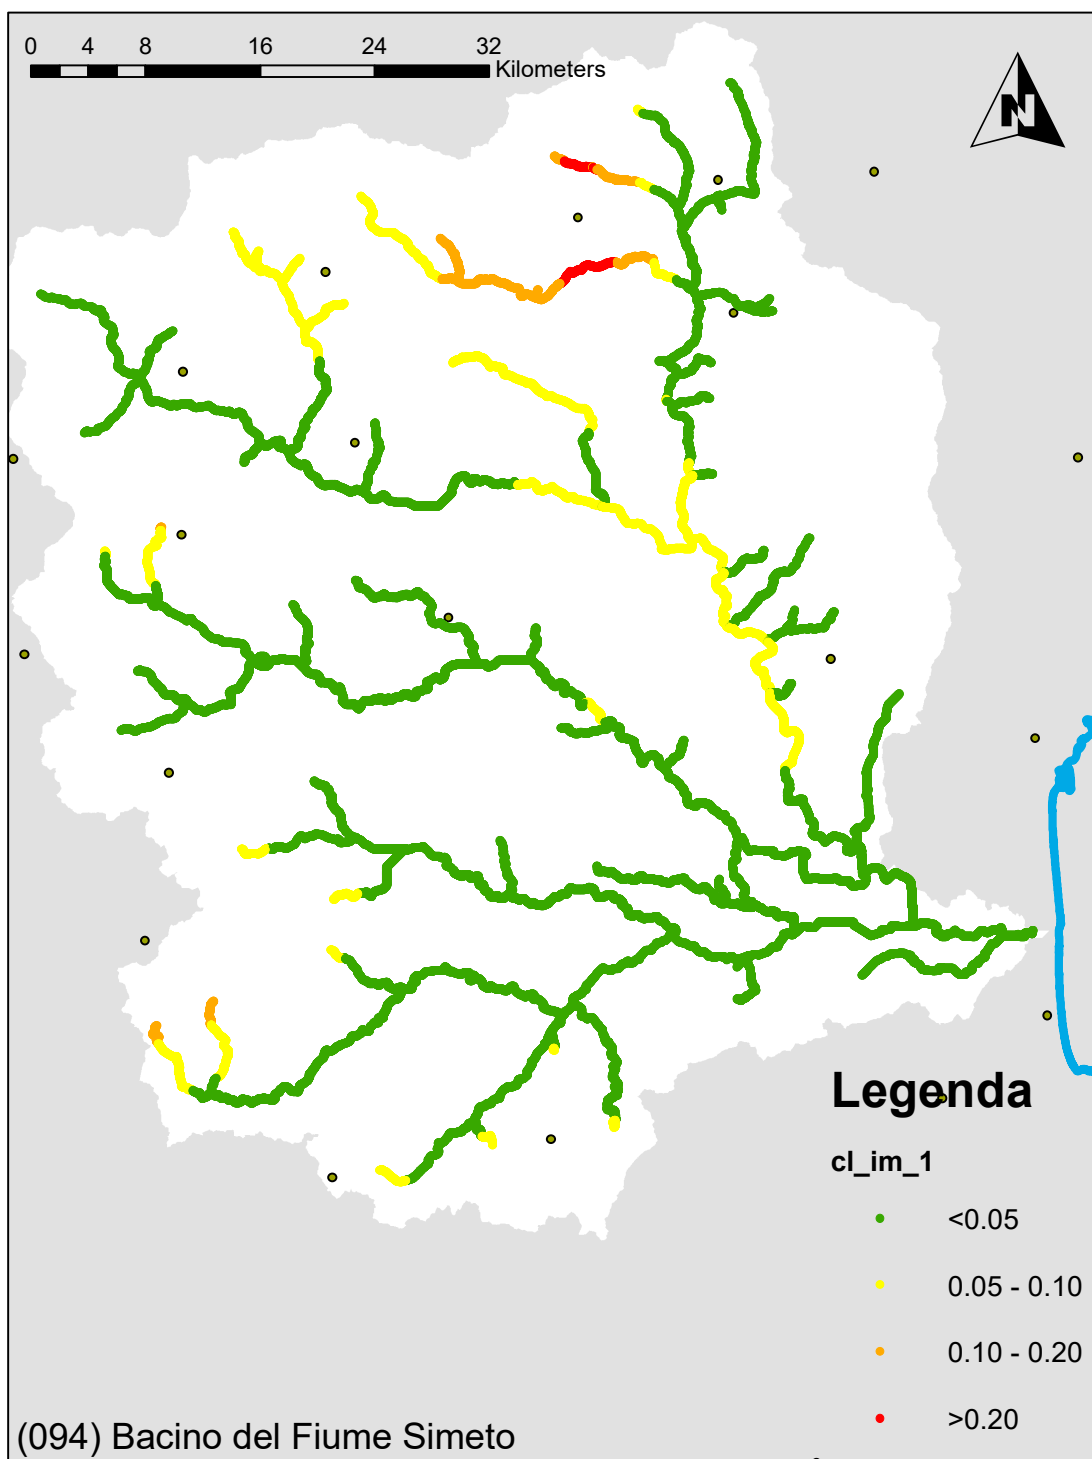 0 4 8 16 24 32
Kilometers
N
Legenda
cl_im_1
<0.05
0.05 - 0.10
0.10 - 0.20
>0.20
(094) Bacino del Fiume Simeto